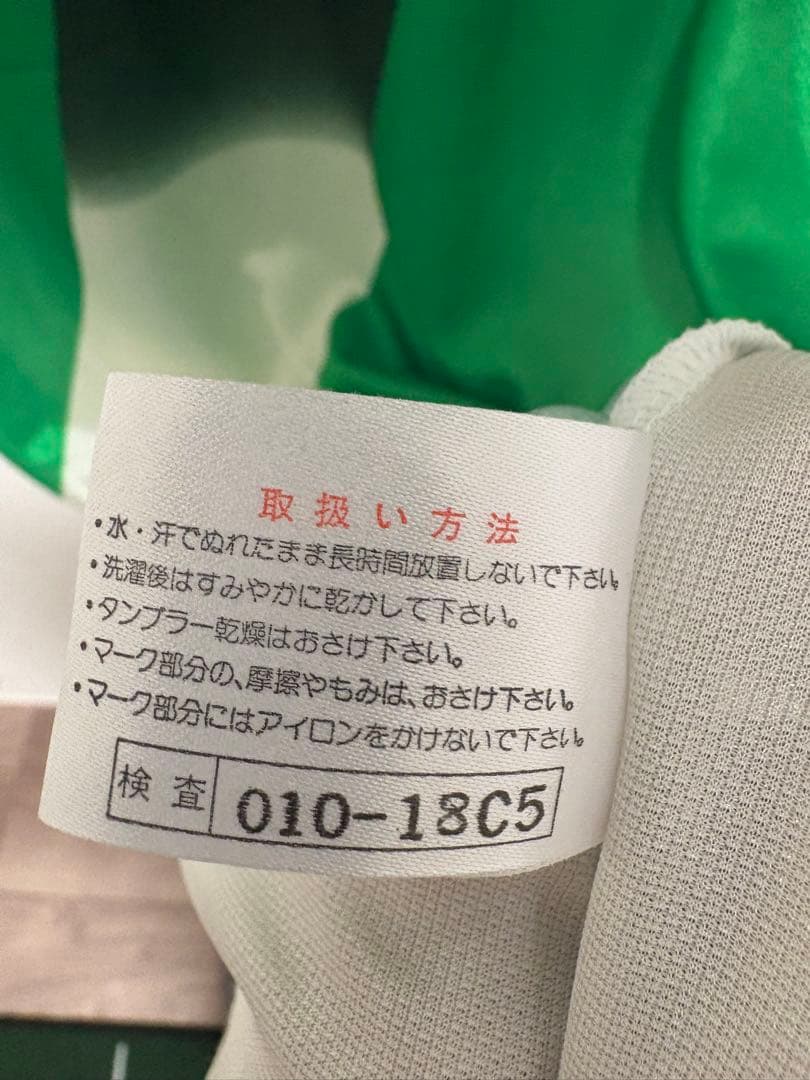 取扱い方法
・水・汗でぬれたまま長時間放置しないで下さい。
・洗濯後はすみやかに乾かして下さい。
・タンブラー乾燥はおさけ下さい。
・マーク部分の、摩擦やもみは、おさけ下さい。
・マーク部分にはアイロンをかけないで下さい。
検査 010-18C5